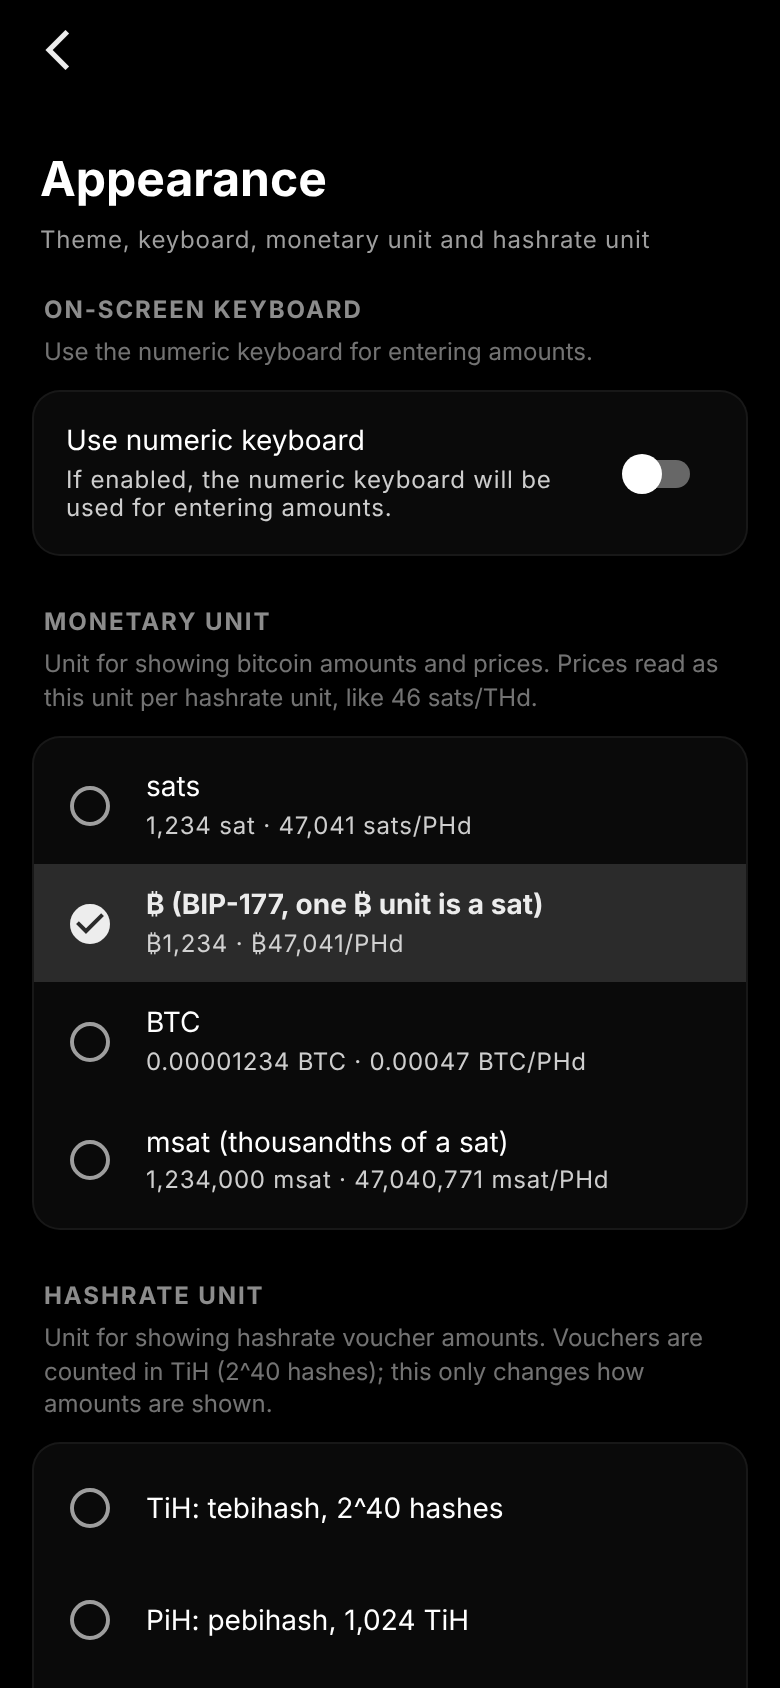 Appearance
Theme, keyboard, monetary unit and hashrate unit
ON-SCREEN KEYBOARD
Use the numeric keyboard for entering amounts.
Use numeric keyboard
If enabled, the numeric keyboard will be
used for entering amounts.
MONETARY UNIT
Unit for showing bitcoin amounts and prices. Prices read as
this unit per hashrate unit, like 46 sats/THd.
sats
1,234 sat · 47,041 sats/PHd
₿ (BIP-177, one ₿ unit is a sat)
₿1,234 · ₿47,041/PHd
BTC
0.00001234 BTC · 0.00047 BTC/PHd
msat (thousandths of a sat)
1,234,000 msat · 47,040,771 msat/PHd
HASHRATE UNIT
Unit for showing hashrate voucher amounts. Vouchers are
counted in TiH (2^40 hashes); this only changes how
amounts are shown.
TiH: tebihash, 2^40 hashes
PiH: pebihash, 1,024 TiH